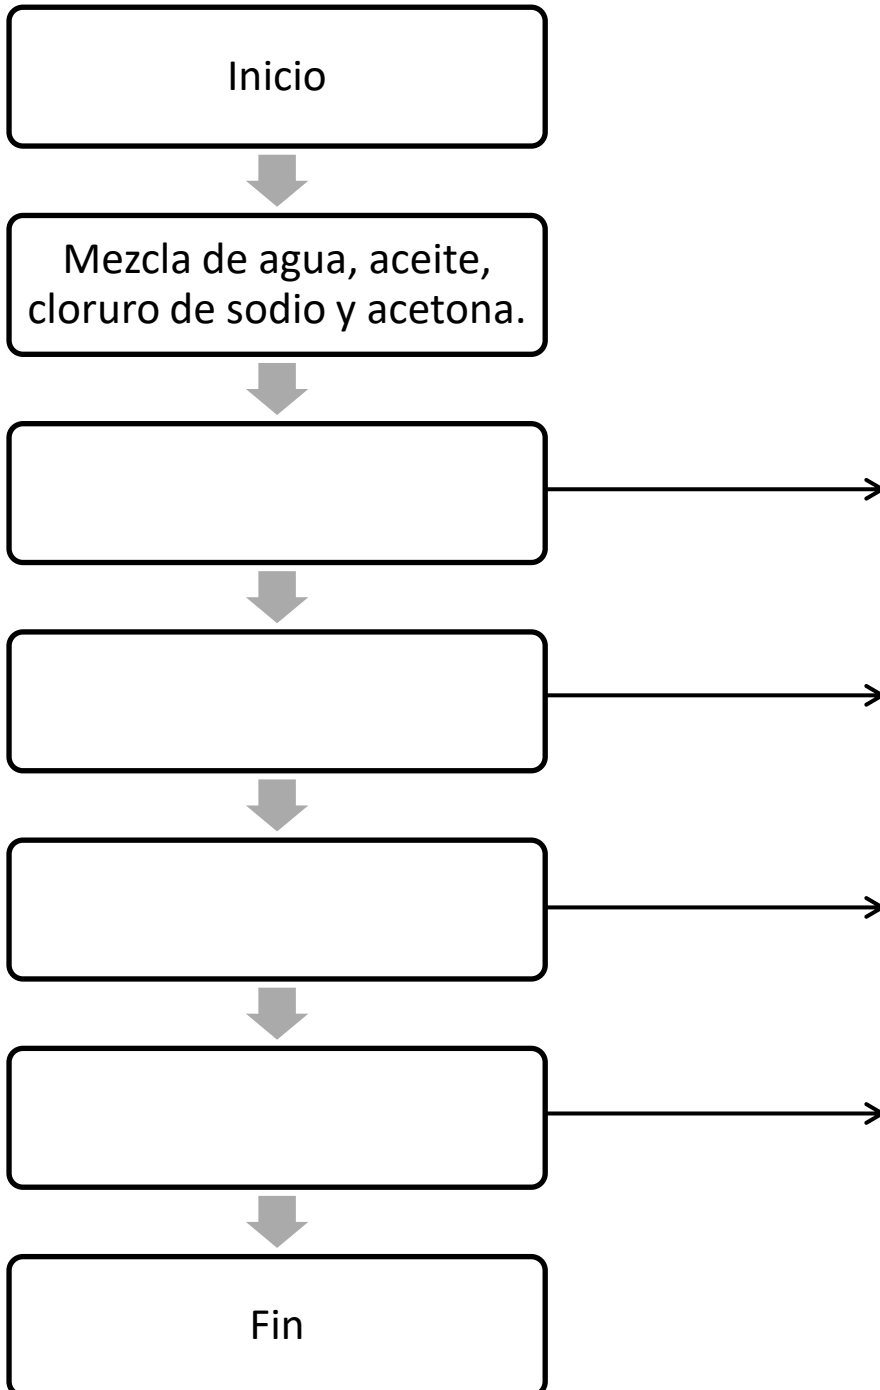 Inicio
Mezcla de agua, aceite,
cloruro de sodio y acetona.
Fin